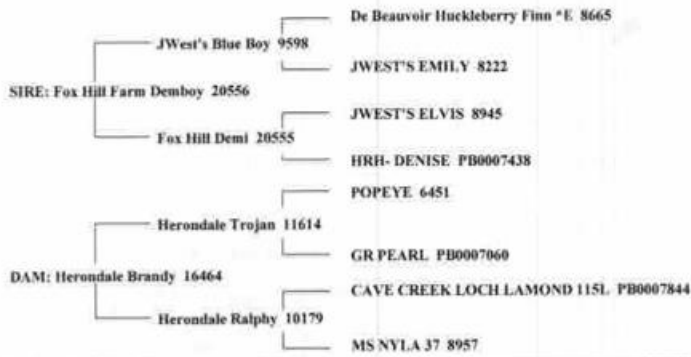 De Beauvoir Huckleberry Finn *E 8665
JWest's Blue Boy 9598
JWEST'S EMILY 8222
SIRE: Fox Hill Farm Demboy 20556
JWEST'S ELVIS 8945
Fox Hill Demi 20555
HRH- DENISE PB0007438
POPEYE 6451
Herondale Trojan 11614
GR PEARL PB0007060
DAM: Herondale Brandy 16464
CAVE CREEK LOCH LAMOND 115L PB0007844
Herondale Ralphy 10179
MS NYLA 37 8957